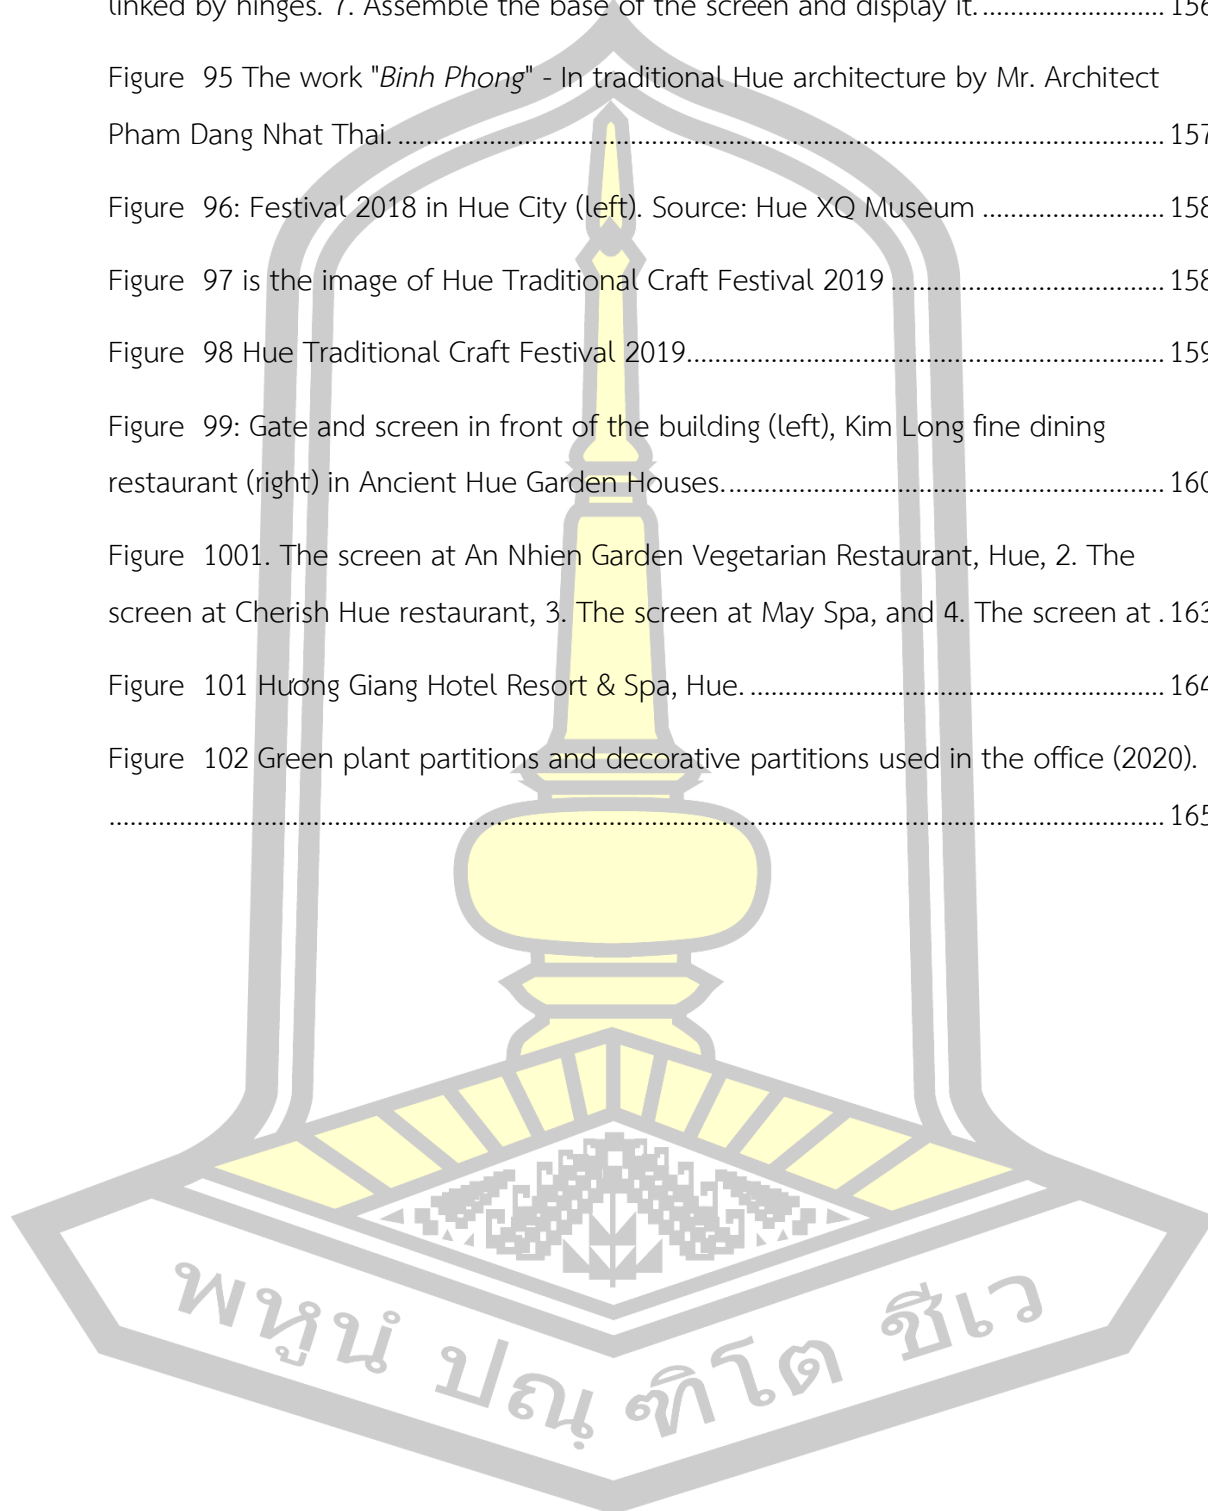 linked by hinges. 7. Assemble the base of the screen and display it. ......................... 156
Figure  95 The work "Binh Phong" - In traditional Hue architecture by Mr. Architect
Pham Dang Nhat Thai. ............................................................................................................. 157
Figure  96: Festival 2018 in Hue City (left). Source: Hue XQ Museum ......................... 158
Figure  97 is the image of Hue Traditional Craft Festival 2019 ...................................... 158
Figure  98 Hue Traditional Craft Festival 2019.................................................................... 159
Figure  99: Gate and screen in front of the building (left), Kim Long fine dining
restaurant (right) in Ancient Hue Garden Houses. .............................................................. 160
Figure  1001. The screen at An Nhien Garden Vegetarian Restaurant, Hue, 2. The
screen at Cherish Hue restaurant, 3. The screen at May Spa, and 4. The screen at . 163
Figure  101 Hương Giang Hotel Resort & Spa, Hue. ........................................................... 164
Figure  102 Green plant partitions and decorative partitions used in the office (2020).
....................................................................................................................................................... 165
พหูนํ ปณฺฑิโต ชีเว